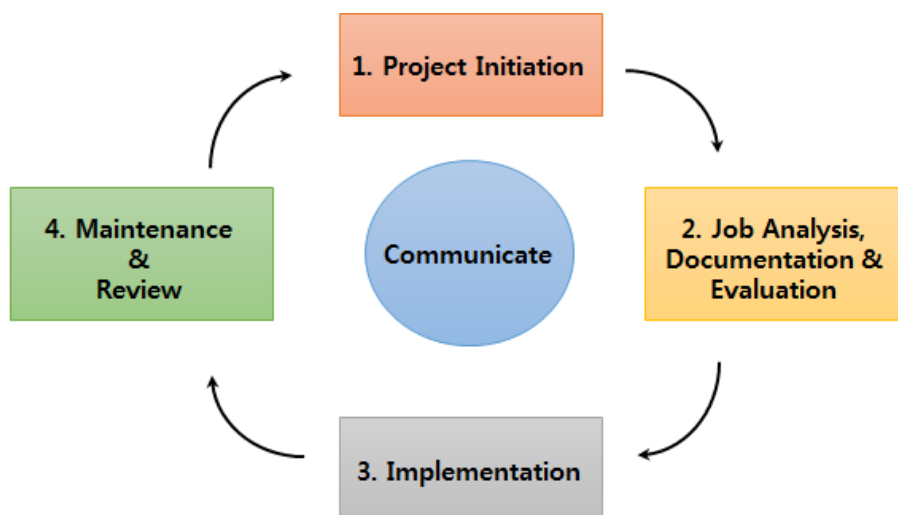 1. Project Initiation
2. Job Analysis,
Documentation &
Evaluation
3. Implementation
4. Maintenance
&
Review
Communicate